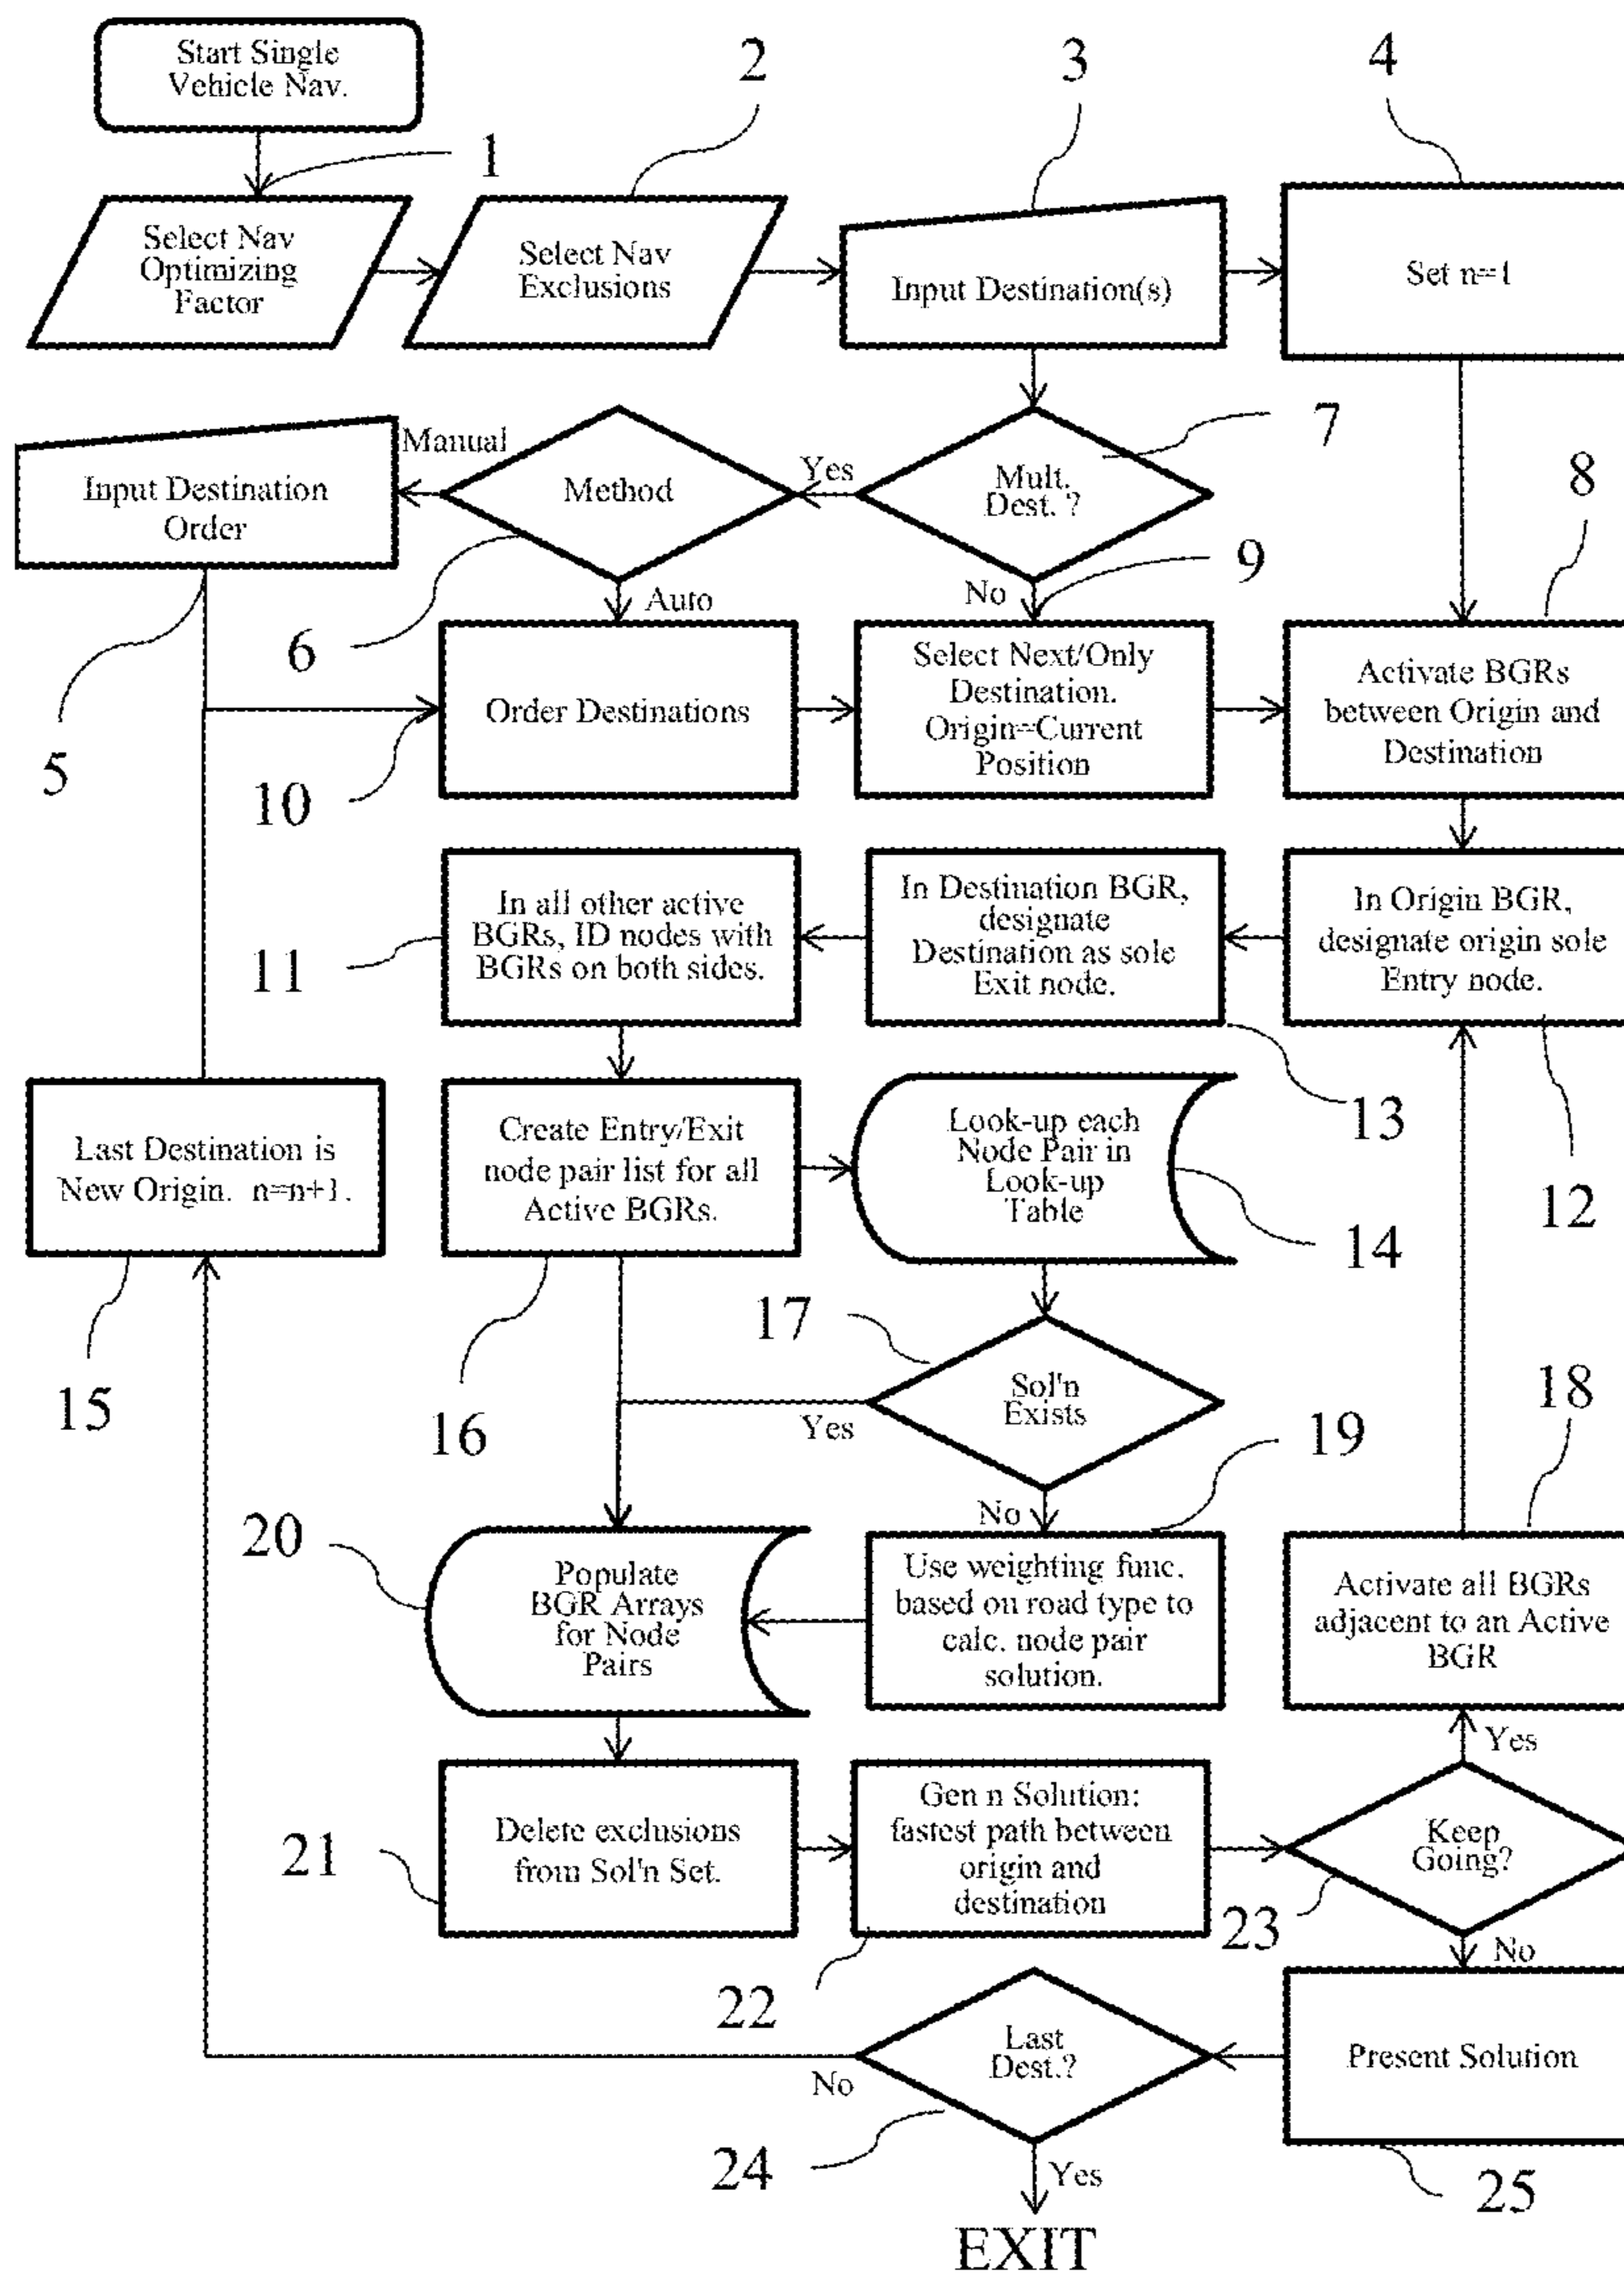 Start Single
Vehicle Nav.
1
2
3
4
Select Nav
Optimizing
Factor
Select Nav
Exclusions
Input Destination(s)
Set n=1
Manual
Input Destination
Order
Method
Yes
Mult.
Dest. ?
7
8
5
6
Auto
No
9
10
Order Destinations
Select Next/Only
Destination.
Origin=Current
Position
Activate BGRs
between Origin and
Destination
11
In all other active
BGRs, ID nodes with
BGRs on both sides.
In Destination BGR,
designate
Destination as sole
Exit node.
In Origin BGR,
designate origin sole
Entry node.
13
12
Last Destination is
New Origin. n=n+1.
Create Entry/Exit
node pair list for all
Active BGRs.
Look-up each
Node Pair in
Look-up
Table
14
15
16
17
Sol'n
Exists
Yes
No
18
19
20
Populate
BGR Arrays
for Node
Pairs
Use weighting func.
based on road type to
calc. node pair
solution.
Activate all BGRs
adjacent to an Active
BGR
Yes
21
Delete exclusions
from Sol'n Set.
Gen n Solution:
fastest path between
origin and
destination
Keep
Going?
22
23
No
Last
Dest.?
No
Present Solution
24
Yes
25
EXIT